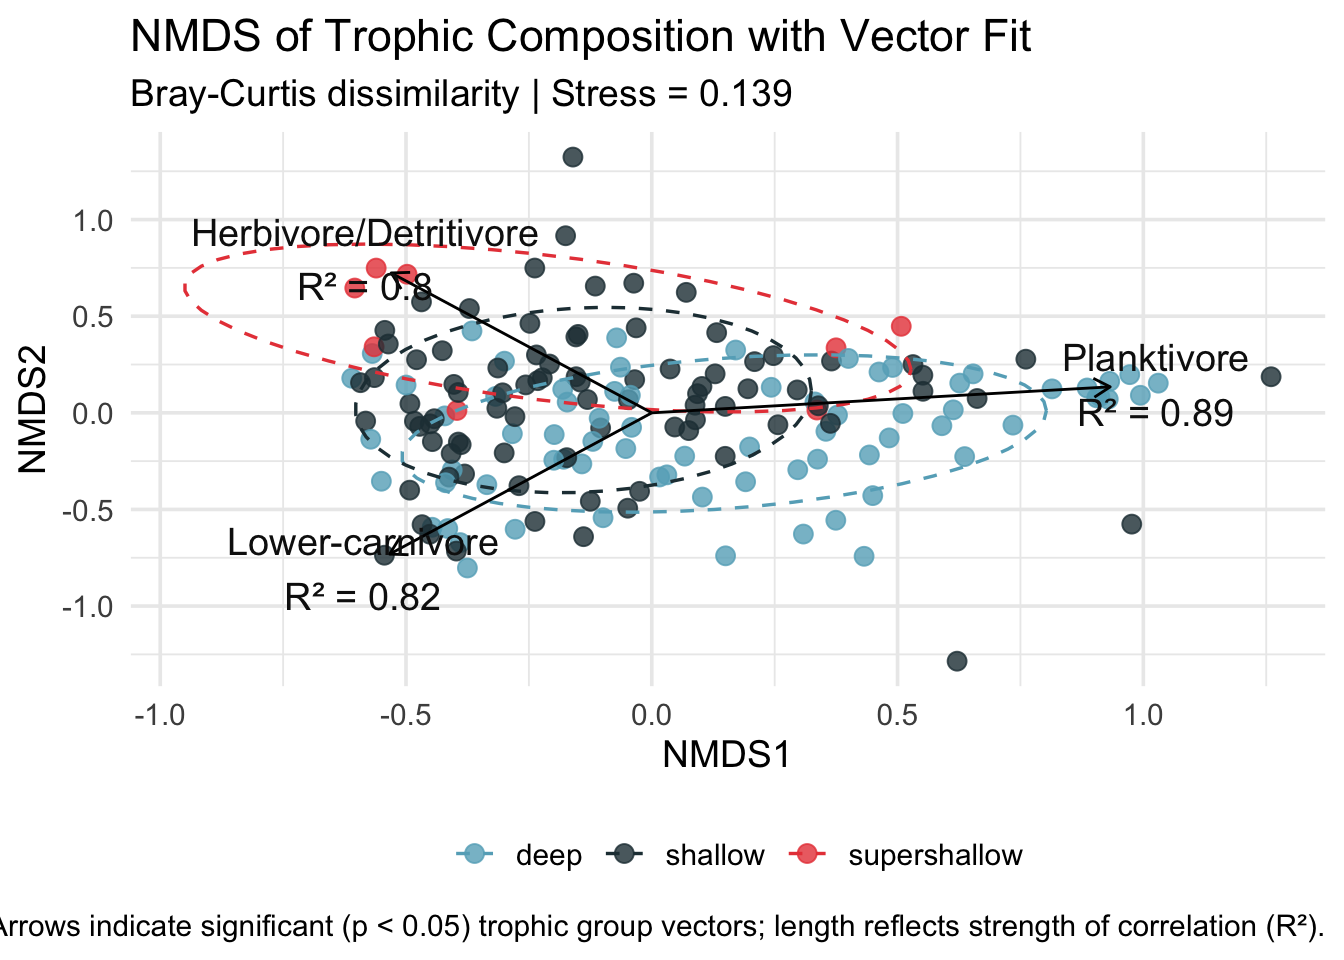 NMDS of Trophic Composition with Vector Fit
Bray-Curtis dissimilarity | Stress = 0.139
Herbivore/Detritivore
R² = 0.8
Planktivore
R² = 0.89
Lower-carnivore
R² = 0.82
NMDS2
1.0
0.5
0.0
-0.5
-1.0
-1.0 -0.5 0.0 0.5 1.0
NMDS1
deep shallow supershallow
Arrows indicate significant (p < 0.05) trophic group vectors; length reflects strength of correlation (R²).